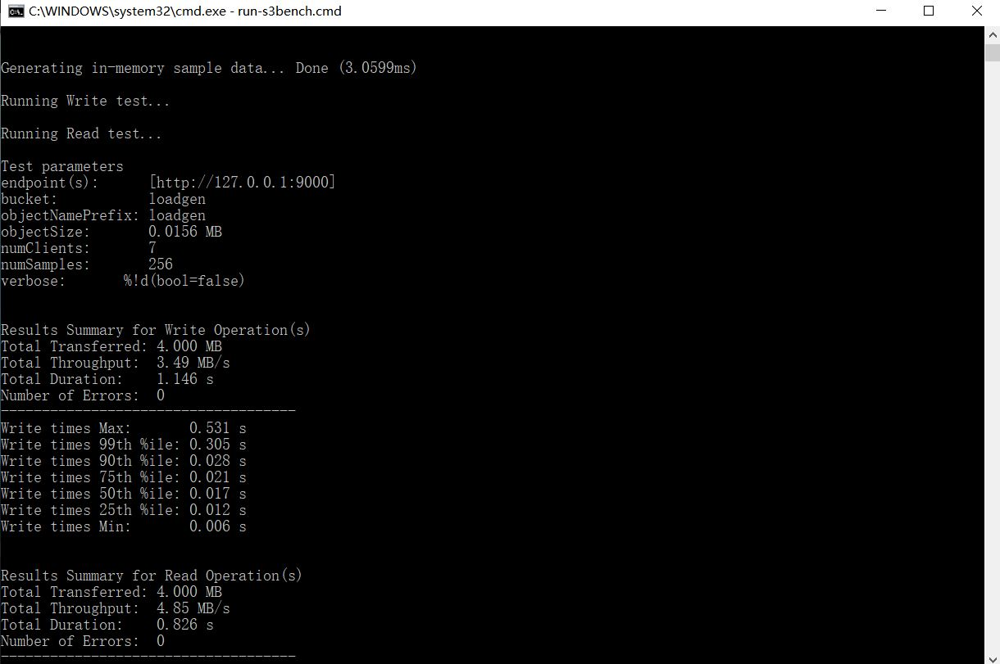 C:\WINDOWS\system32\cmd.exe - run-s3bench.cmd
Generating in-memory sample data... Done (3.0599ms)
Running Write test...
Running Read test...
Test parameters
endpoint(s):      [http://127.0.0.1:9000]
bucket:           loadgen
objectNamePrefix: loadgen
objectSize:       0.0156 MB
numClients:       7
numSamples:       256
verbose:       %!d(bool=false)
Results Summary for Write Operation(s)
Total Transferred: 4.000 MB
Total Throughput:  3.49 MB/s
Total Duration:    1.146 s
Number of Errors:  0
------------------------------------
Write times Max:       0.531 s
Write times 99th %ile: 0.305 s
Write times 90th %ile: 0.028 s
Write times 75th %ile: 0.021 s
Write times 50th %ile: 0.017 s
Write times 25th %ile: 0.012 s
Write times Min:       0.006 s
Results Summary for Read Operation(s)
Total Transferred: 4.000 MB
Total Throughput:  4.85 MB/s
Total Duration:    0.826 s
Number of Errors:  0
------------------------------------